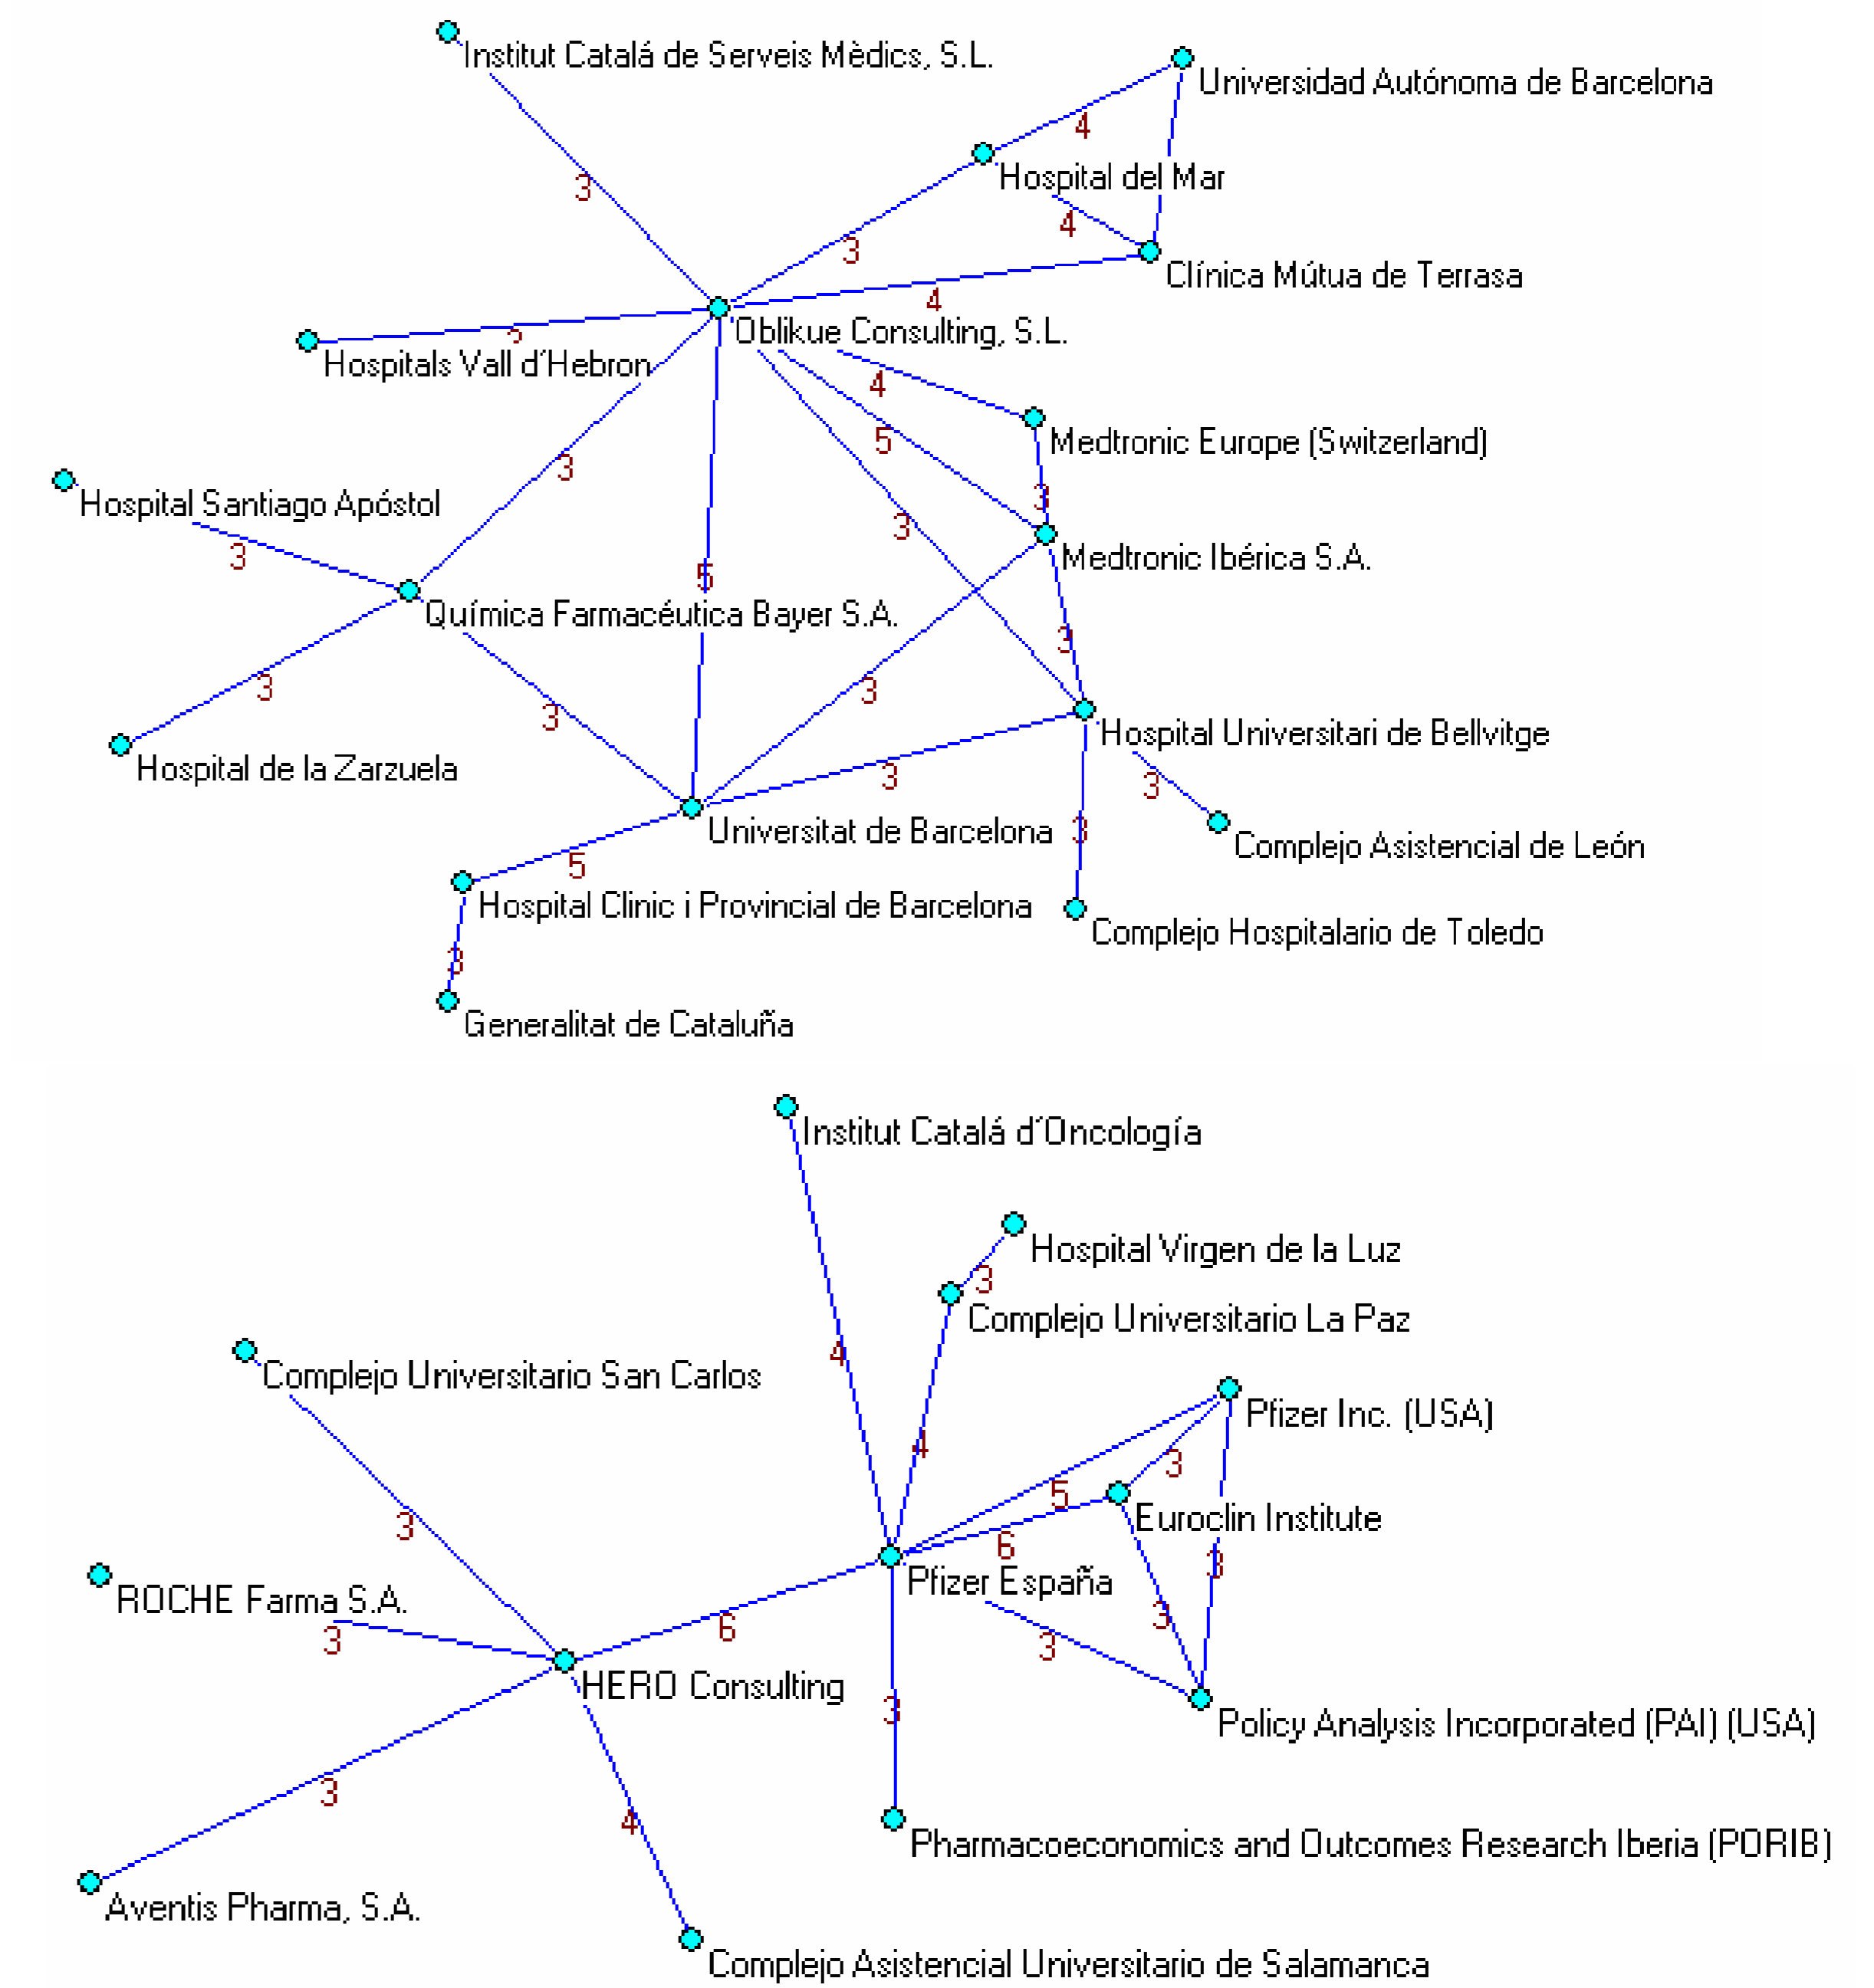 Institut Catalá de Serveis Mèdics, S.L.
Universidad Autónoma de Barcelona
4
Hospital del Mar
3
4
3
Clínica Mútua de Terrasa
4
Oblikue Consulting, S.L.
Hospitals Vall d´Hebron
4
5
Medtronic Europe (Switzerland)
3
3
Hospital Santiago Apóstol
3
3
Medtronic Ibérica S.A.
5
Química Farmacéutica Bayer S.A.
3
3
3
3
Hospital Universitari de Bellvitge
Hospital de la Zarzuela
3
3
Universitat de Barcelona
3
Complejo Asistencial de León
5
Hospital Clinic i Provincial de Barcelona
Complejo Hospitalario de Toledo
3
Generalitat de Cataluña
Institut Catalá d´Oncología
Hospital Virgen de la Luz
3
Complejo Universitario La Paz
4
Complejo Universitario San Carlos
Pfizer Inc. (USA)
4
3
5
Euroclin Institute
3
6
3
Pfizer España
ROCHE Farma S.A.
3
6
3
3
HERO Consulting
3
Policy Analysis Incorporated (PAI) (USA)
3
4
Pharmacoeconomics and Outcomes Research Iberia (PORIB)
Aventis Pharma, S.A.
Complejo Asistencial Universitario de Salamanca